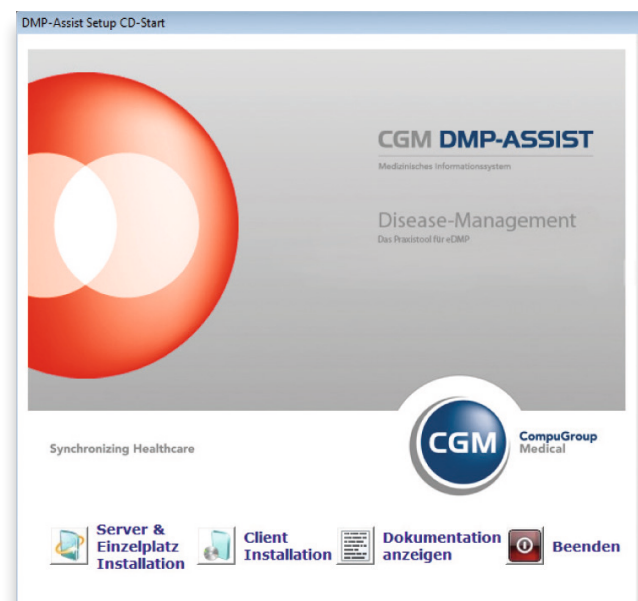 DMP-Assist Setup CD-Start
CGM DMP-ASSIST
Medizinisches Informationssystem
Disease-Management
Das Praxistool für eDMP
Synchronizing Healthcare
CGM
CompuGroup
Medical
Server &
Einzelplatz
Installation
Client
Installation
Dokumentation
anzeigen
Beenden